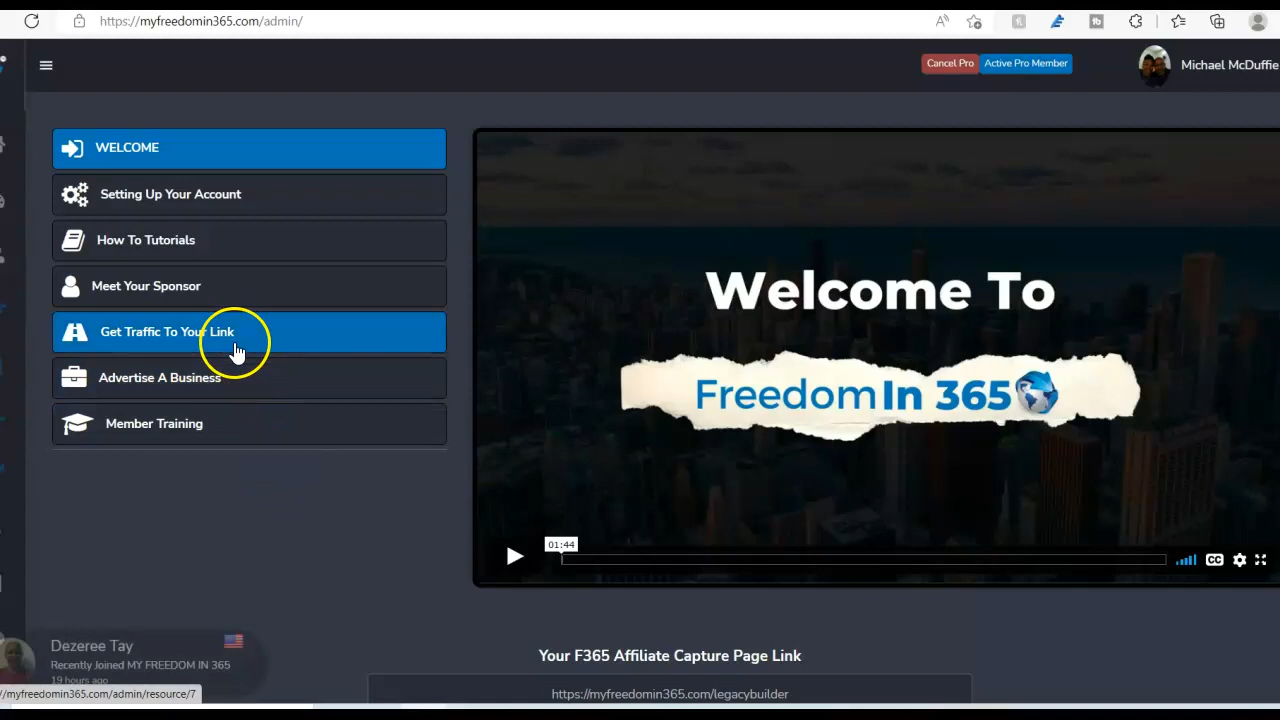 https://myfreedomin365.com/admin/
Cancel Pro
Active Pro Member
Michael McDuffie
WELCOME
Setting Up Your Account
How To Tutorials
Meet Your Sponsor
Get Traffic To Your Link
Advertise A Business
Member Training
Welcome To
Freedom In 365
01:44
CC
Dezeree Tay
Recently Joined MY FREEDOM IN 365
19 hours ago
//myfreedomin365.com/admin/resource/7
Your F365 Affiliate Capture Page Link
https://myfreedomin365.com/legacybuilder